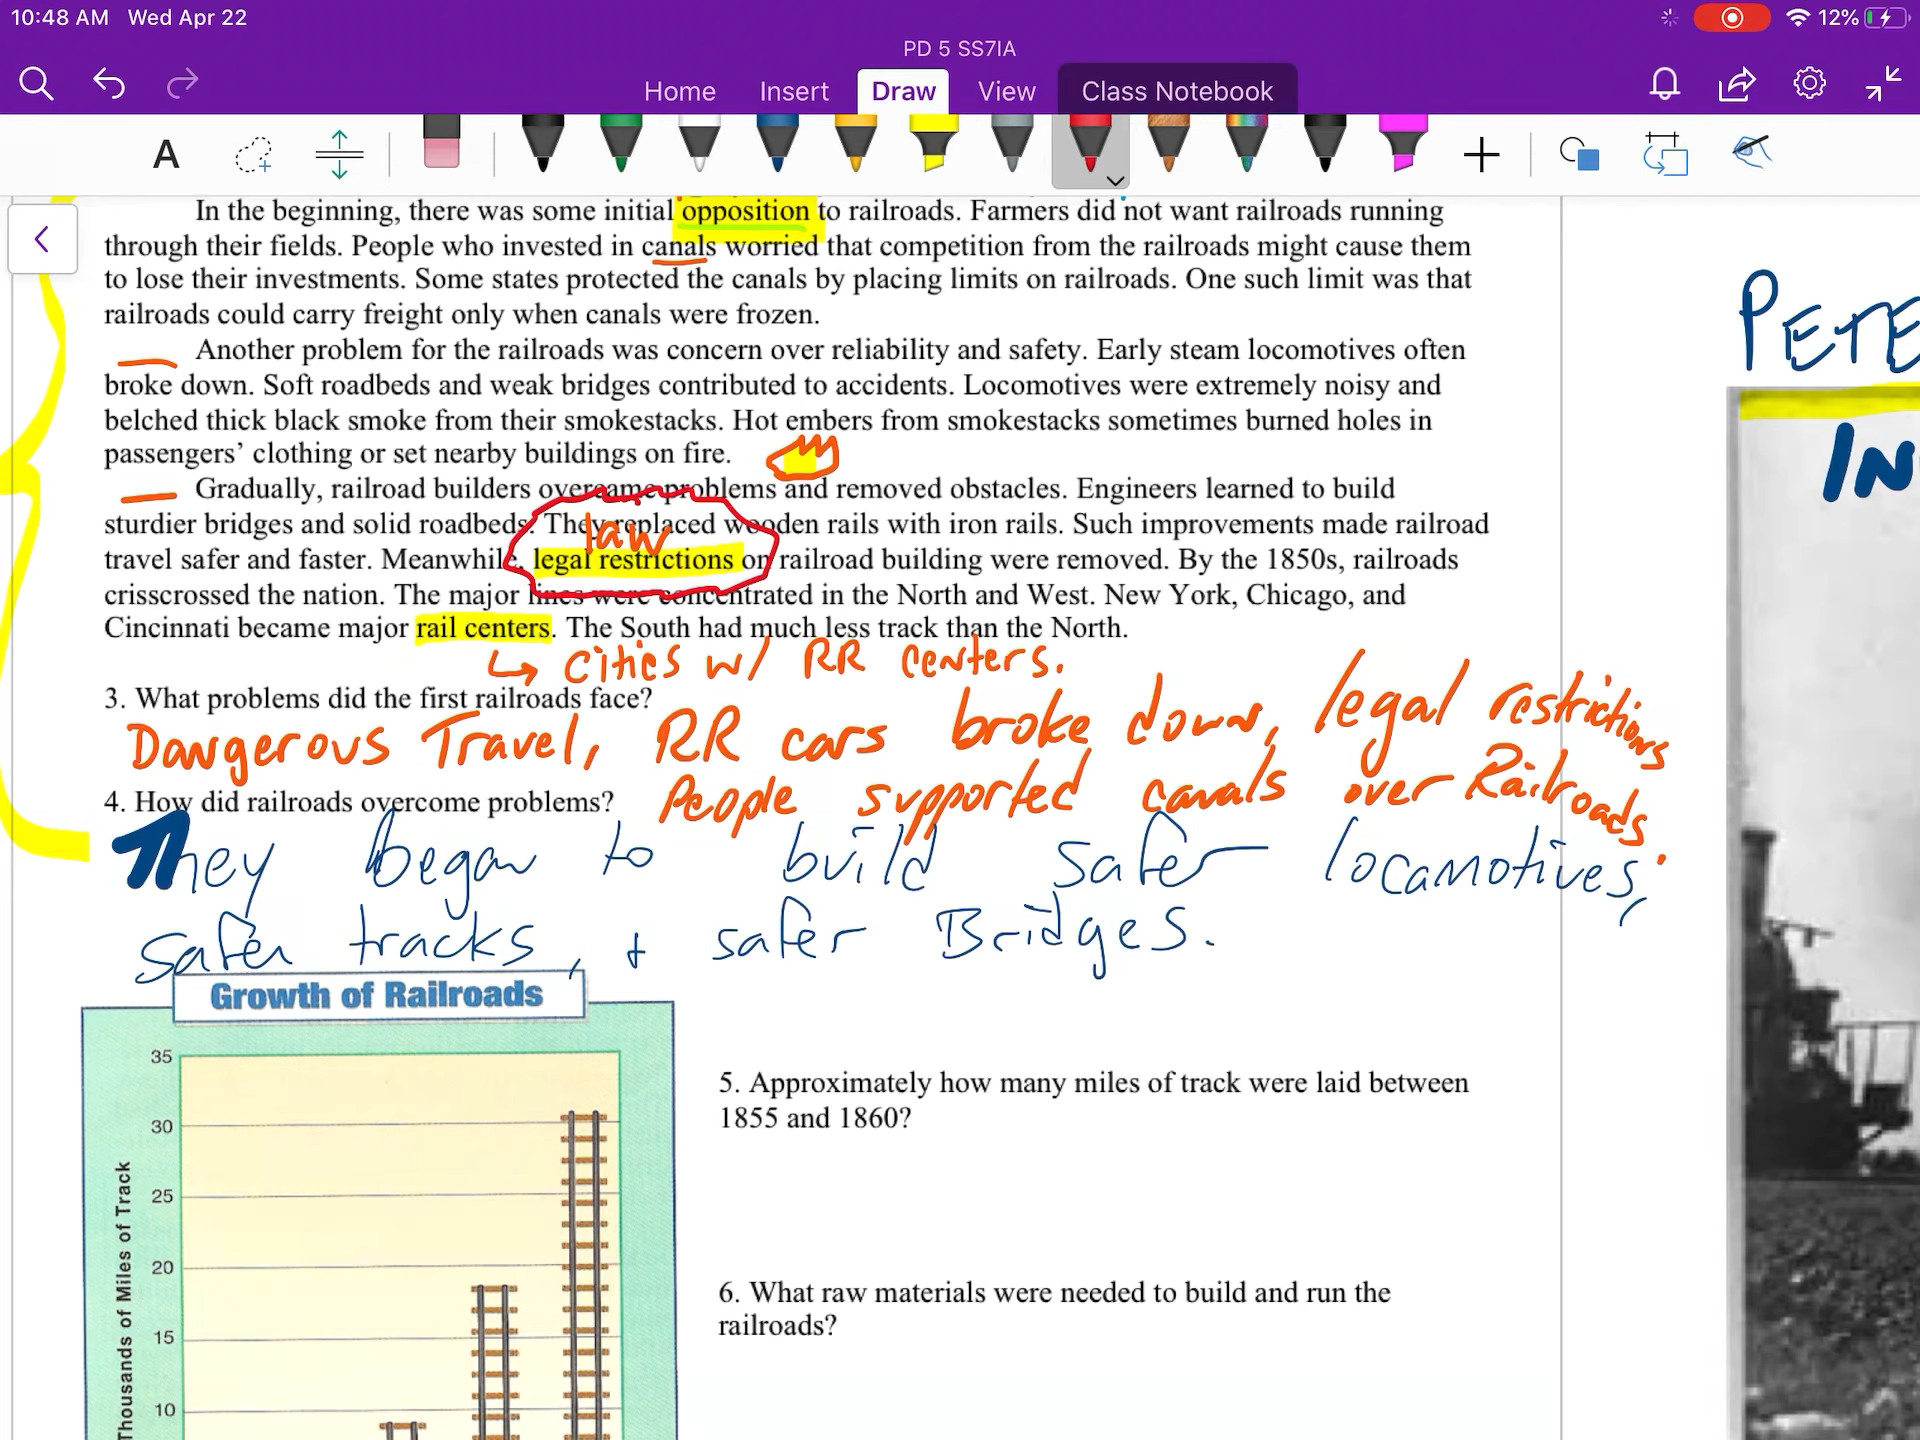 10:48 AM Wed Apr 22
12%
PD 5 SS7IA
Home Insert Draw View Class Notebook
A
In the beginning, there was some initial opposition to railroads. Farmers did not want railroads running
through their fields. People who invested in canals worried that competition from the railroads might cause them
to lose their investments. Some states protected the canals by placing limits on railroads. One such limit was that
railroads could carry freight only when canals were frozen.
Another problem for the railroads was concern over reliability and safety. Early steam locomotives often
broke down. Soft roadbeds and weak bridges contributed to accidents. Locomotives were extremely noisy and
belched thick black smoke from their smokestacks. Hot embers from smokestacks sometimes burned holes in
passengers’ clothing or set nearby buildings on fire.
Gradually, railroad builders overcame problems and removed obstacles. Engineers learned to build
sturdier bridges and solid roadbeds. They replaced wooden rails with iron rails. Such improvements made railroad
law
travel safer and faster. Meanwhile, legal restrictions on railroad building were removed. By the 1850s, railroads
crisscrossed the nation. The major lines were concentrated in the North and West. New York, Chicago, and
Cincinnati became major rail centers. The South had much less track than the North.
↳ cities w/ RR centers.
3. What problems did the first railroads face?
Dangerous Travel, RR cars broke down, legal restrictions
People supported canals over Railroads.
4. How did railroads overcome problems?
They began to build safer locamotives,
safer tracks, + safer Bridges.
PETE
IN
Growth of Railroads
Thousands of Miles of Track
35
30
25
20
15
10
5. Approximately how many miles of track were laid between
1855 and 1860?
6. What raw materials were needed to build and run the
railroads?